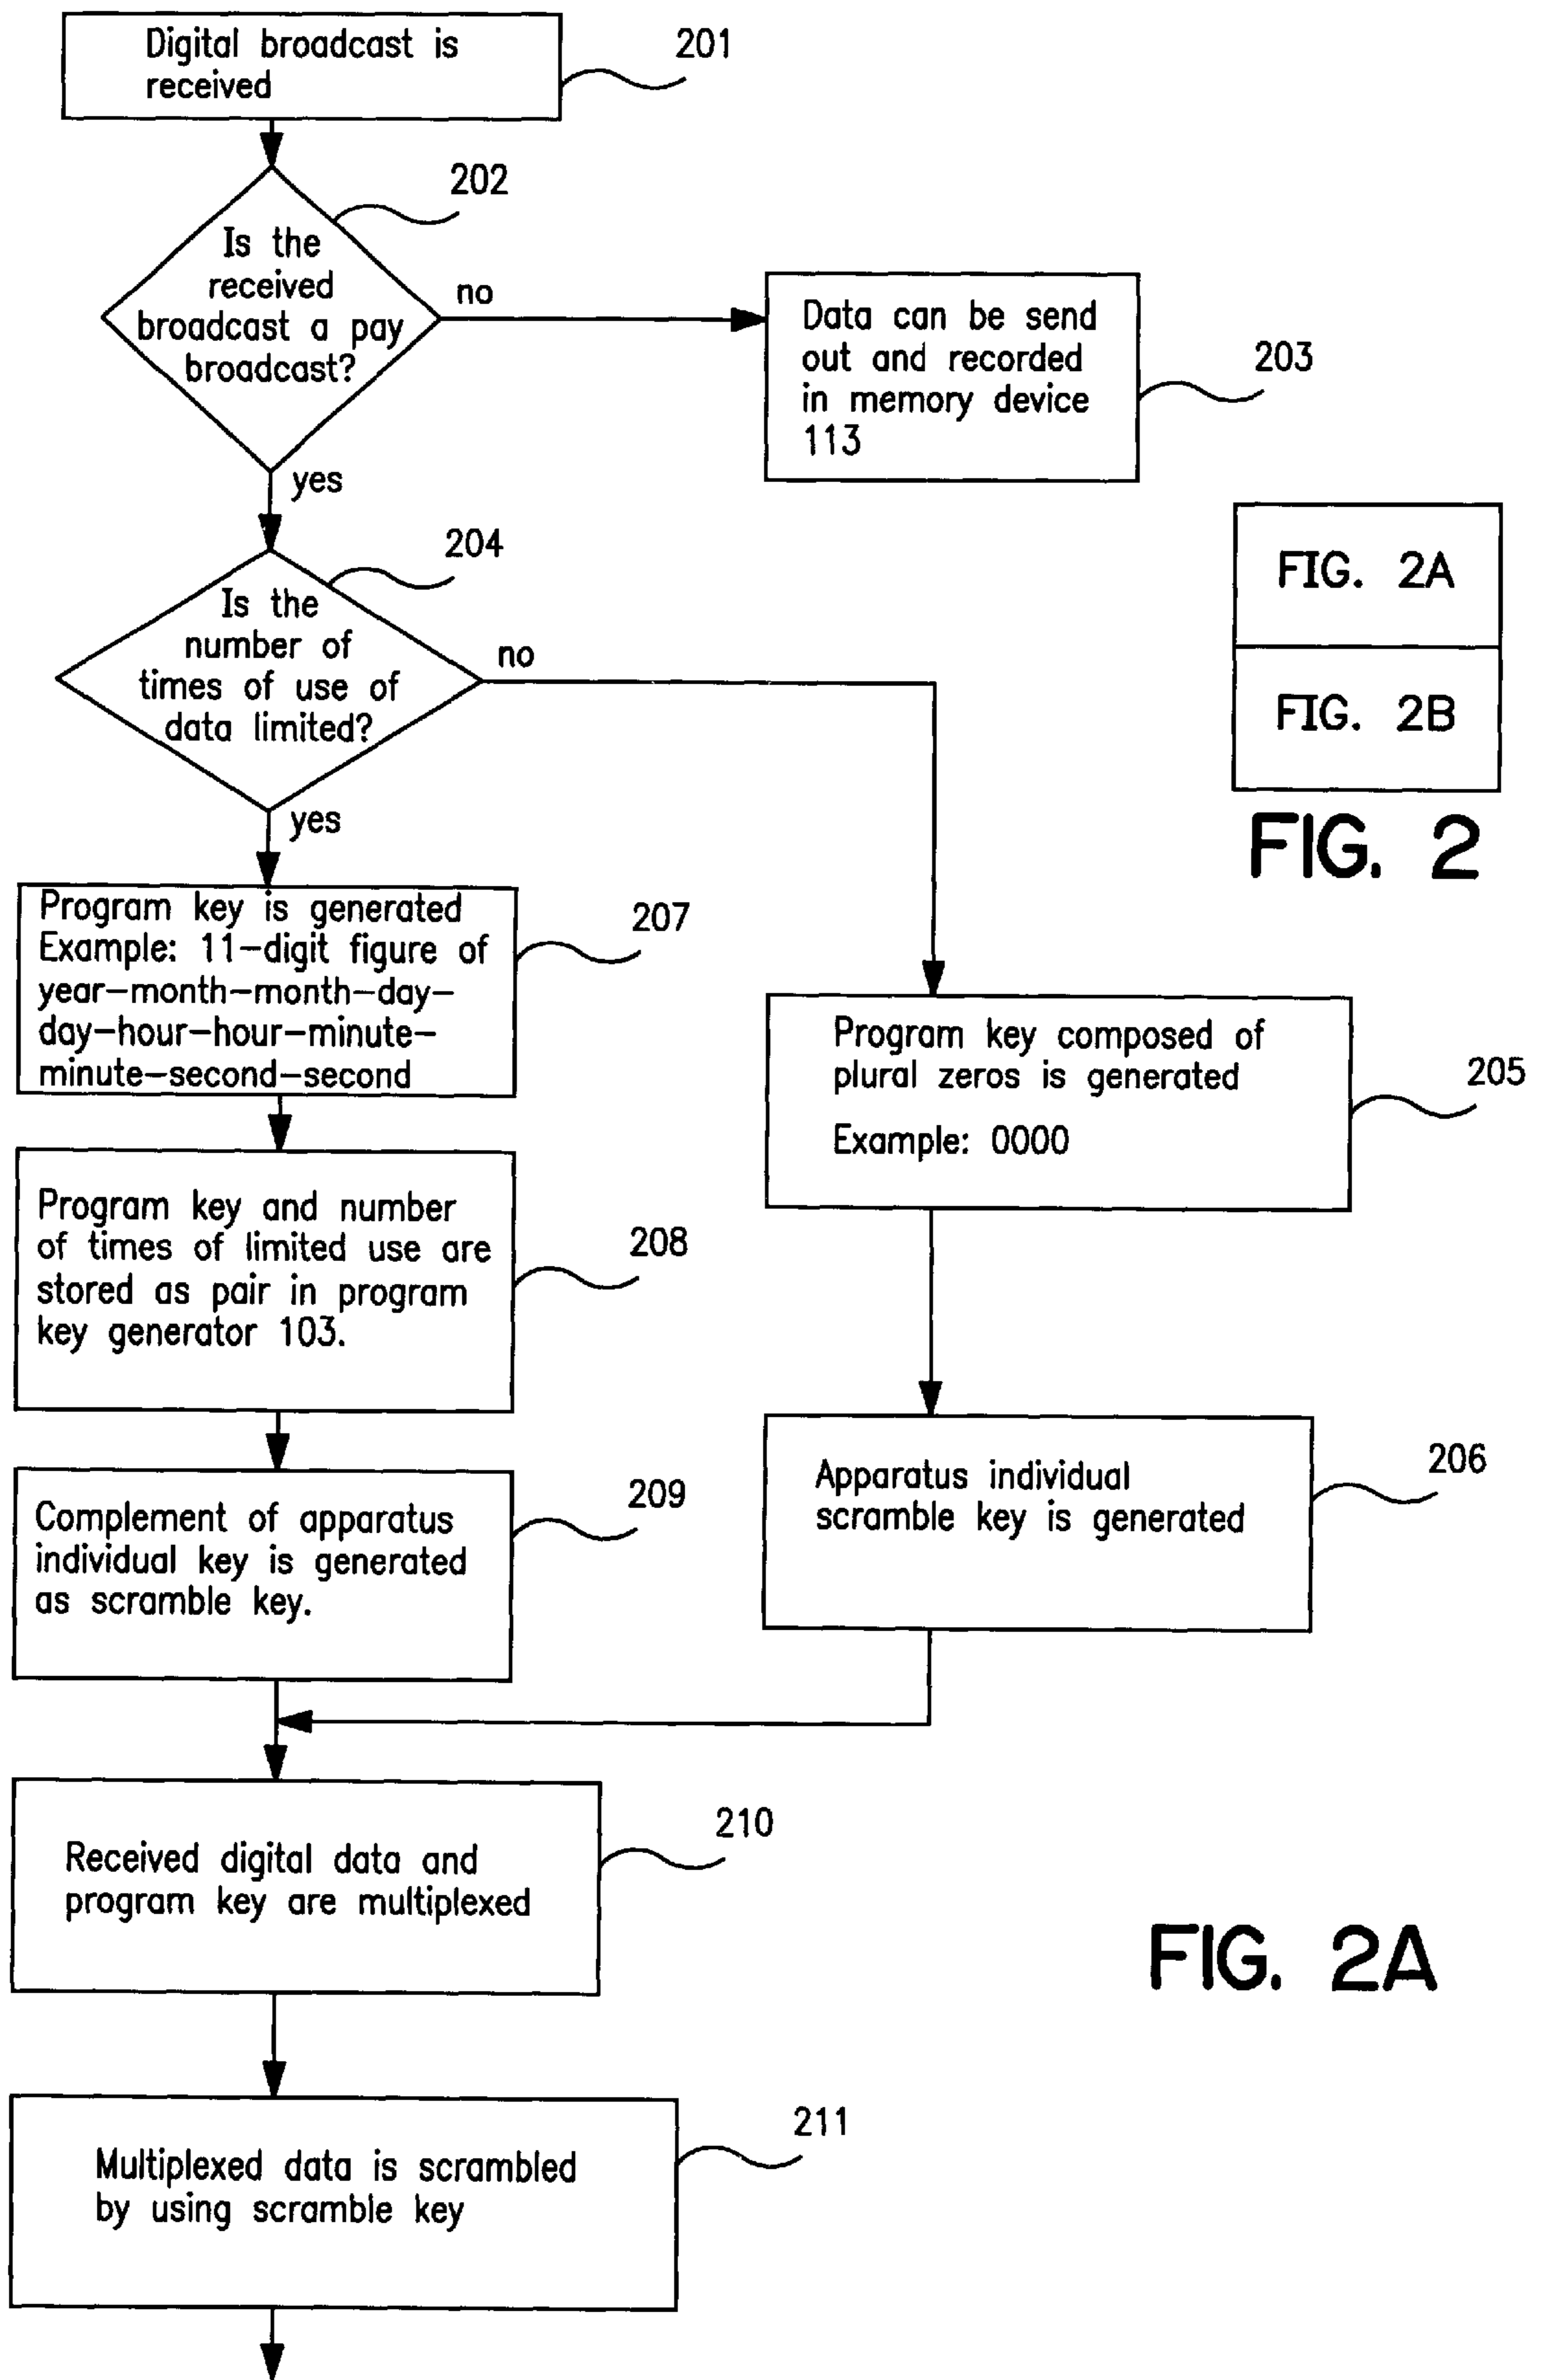 Digital broadcast is
received
201
202
Is the
received
broadcast a pay
broadcast?
no
Data can be send
out and recorded
in memory device
113
203
yes
204
Is the
number of
times of use of
data limited?
no
FIG. 2A
FIG. 2B
FIG. 2
yes
Program key is generated
Example: 11-digit figure of
year-month-month-day-
day-hour-hour-minute-
minute-second-second
207
Program key composed of
plural zeros is generated
Example: 0000
205
Program key and number
of times of limited use are
stored as pair in program
key generator 103.
208
Apparatus individual
scramble key is generated
206
Complement of apparatus
individual key is generated
as scramble key.
209
Received digital data and
program key are multiplexed
210
FIG. 2A
Multiplexed data is scrambled
by using scramble key
211